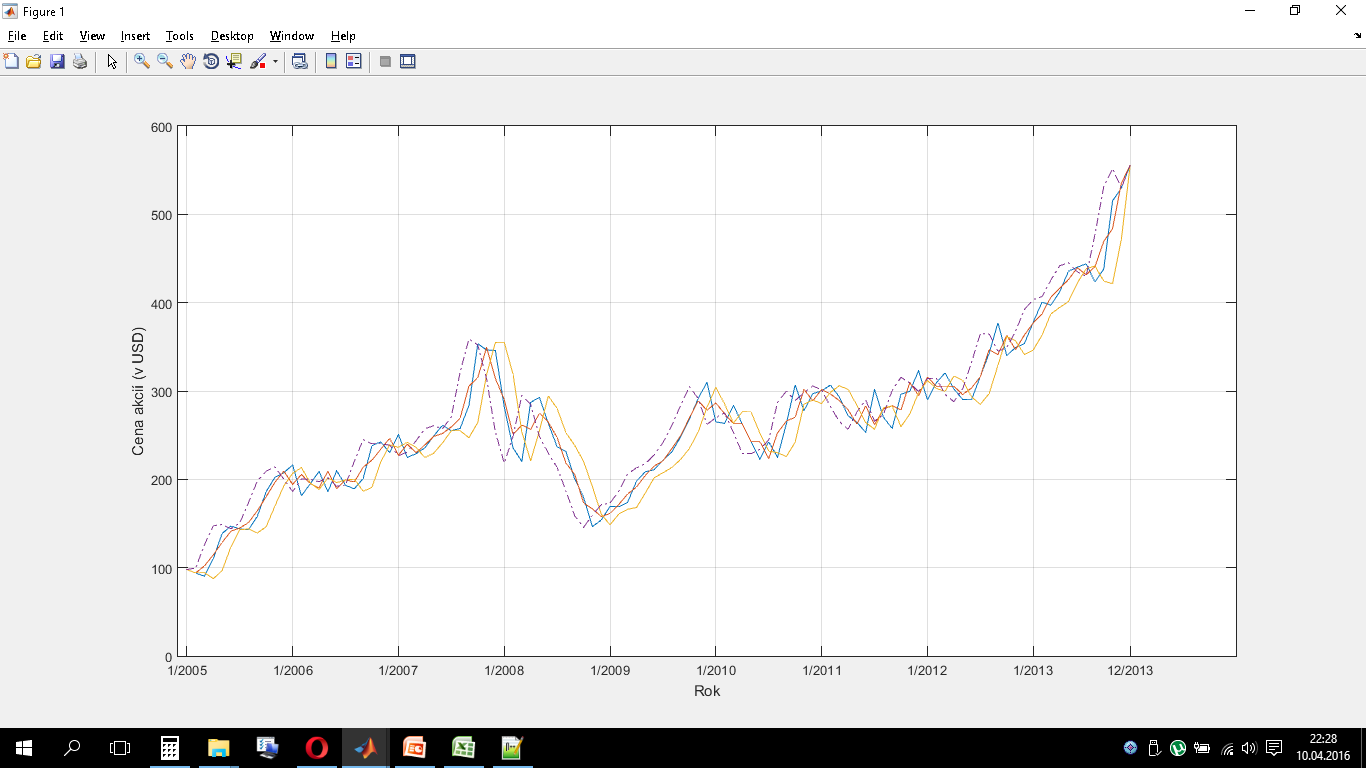 Figure 1
File Edit View Insert Tools Desktop Window Help
600
500
400
300
200
100
0
Cena akcii (v USD)
1/2005 1/2006 1/2007 1/2008 1/2009 1/2010 1/2011 1/2012 1/2013 12/2013
Rok
22:28
10.04.2016